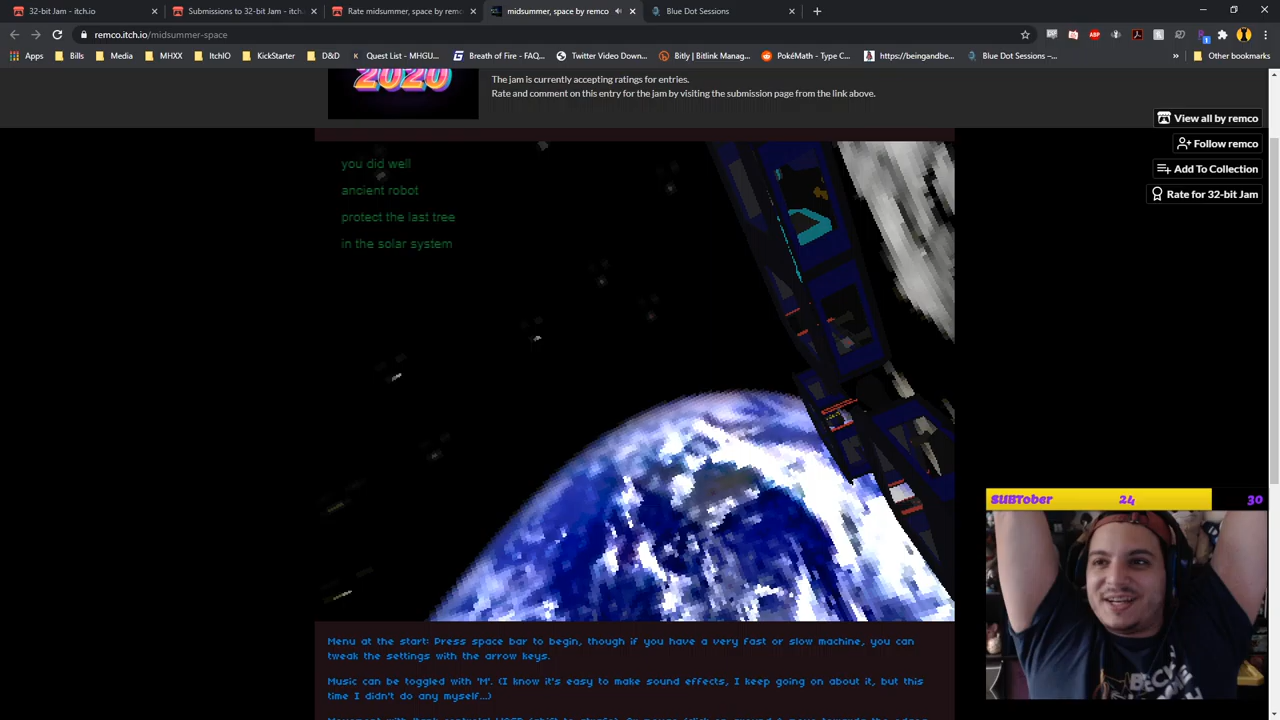 32-bit Jam - itch.io
Submissions to 32-bit Jam - itch.
Rate midsummer, space by remco
midsummer, space by remco
Blue Dot Sessions
remco.itch.io/midsummer-space
Apps
Bills
Media
MHXX
ItchIO
KickStarter
D&D
Quest List - MHGU...
Breath of Fire - FAQ...
Twitter Video Down...
Bitly | Bitlink Manag...
PokéMath - Type C...
https://beingandbe...
Blue Dot Sessions –...
»
Other bookmarks
2020
The jam is currently accepting ratings for entries.
Rate and comment on this entry for the jam by visiting the submission page from the link above.
View all by remco
Follow remco
Add To Collection
Rate for 32-bit Jam
you did well
ancient robot
protect the last tree
in the solar system
SUBTober 24 30
Menu at the start: Press space bar to begin, though if you have a very fast or slow machine, you can
tweak the settings with the arrow keys.
Music can be toggled with 'M'. (I know it's easy to make sound effects, I keep going on about it, but this
time I didn't do any myself...)